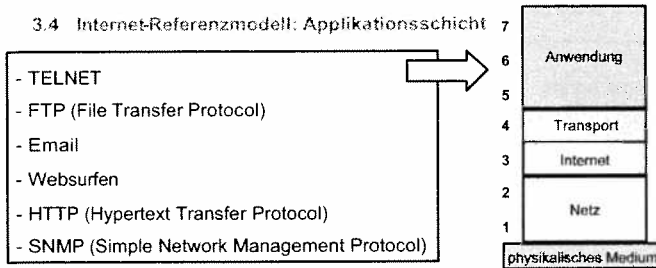 3.4 Internet-Referenzmodell: Applikationsschicht
- TELNET
- FTP (File Transfer Protocol)
- Email
- Websurfen
- HTTP (Hypertext Transfer Protocol)
- SNMP (Simple Network Management Protocol)
7
6 Anwendung
5
4 Transport
3 Internet
2
Netz
1
physikalisches Medium